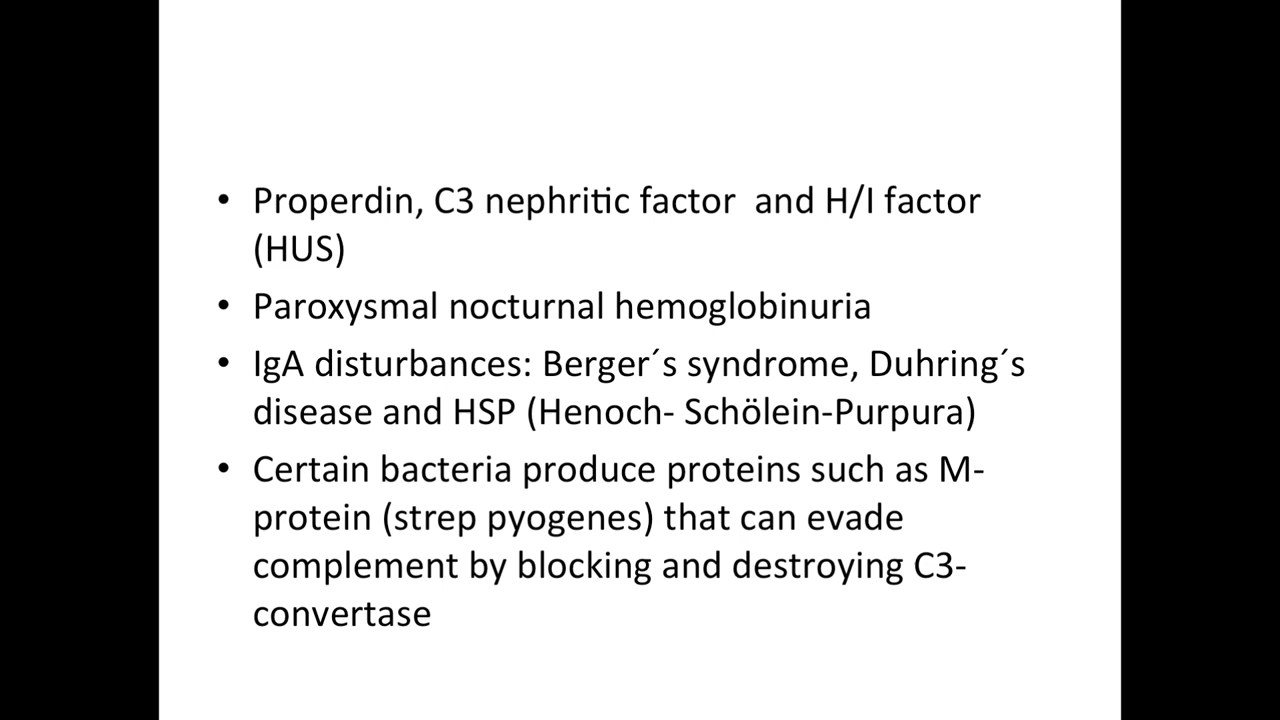 • Properdin, C3 nephritic factor  and H/I factor
(HUS)
• Paroxysmal nocturnal hemoglobinuria
• IgA disturbances: Berger´s syndrome, Duhring´s
disease and HSP (Henoch- Schölein-Purpura)
• Certain bacteria produce proteins such as M-
protein (strep pyogenes) that can evade
complement by blocking and destroying C3-
convertase